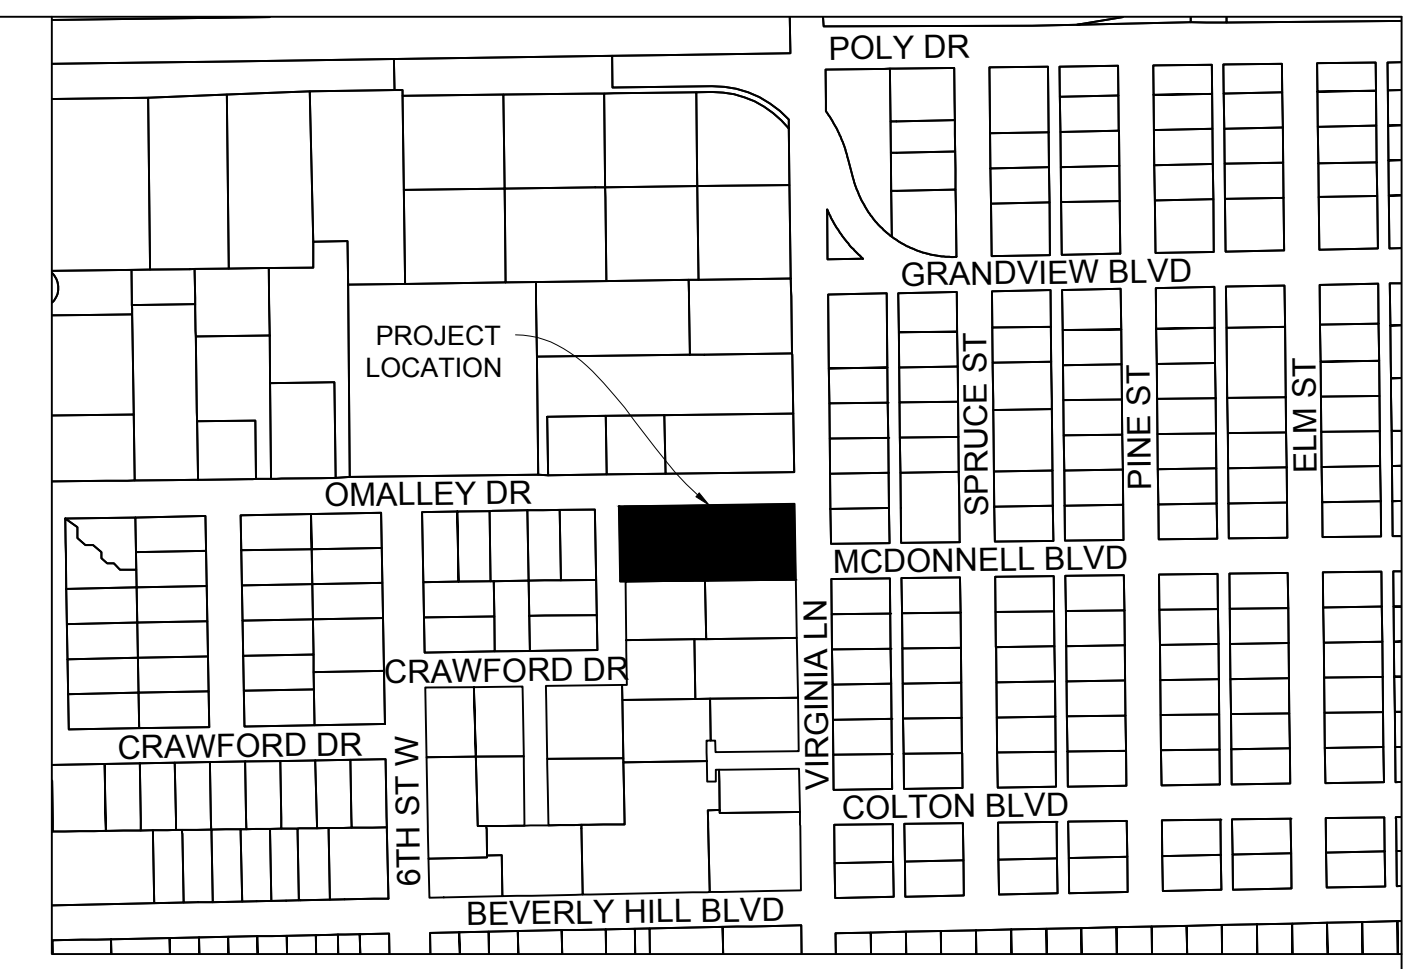 POLY DR
GRANDVIEW BLVD
PROJECT
LOCATION
SPRUCE ST
PINE ST
ELM ST
OMALLEY DR
MCDONNELL BLVD
VIRGINIA LN
CRAWFORD DR
CRAWFORD DR
6TH ST W
COLTON BLVD
BEVERLY HILL BLVD